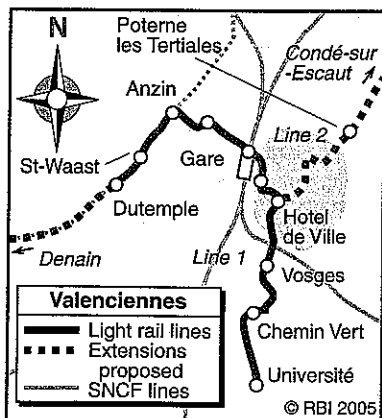 N
Poterne
les Tertiales
Condé-sur
-Escaut
Anzin
Line 2
St-Waast
Gare
Dutemple
Hotel
de Ville
Denain
Line 1
Vosges
Valenciennes
Light rail lines
Extensions
proposed
SNCF lines
Chemin Vert
Université
© RBI 2005